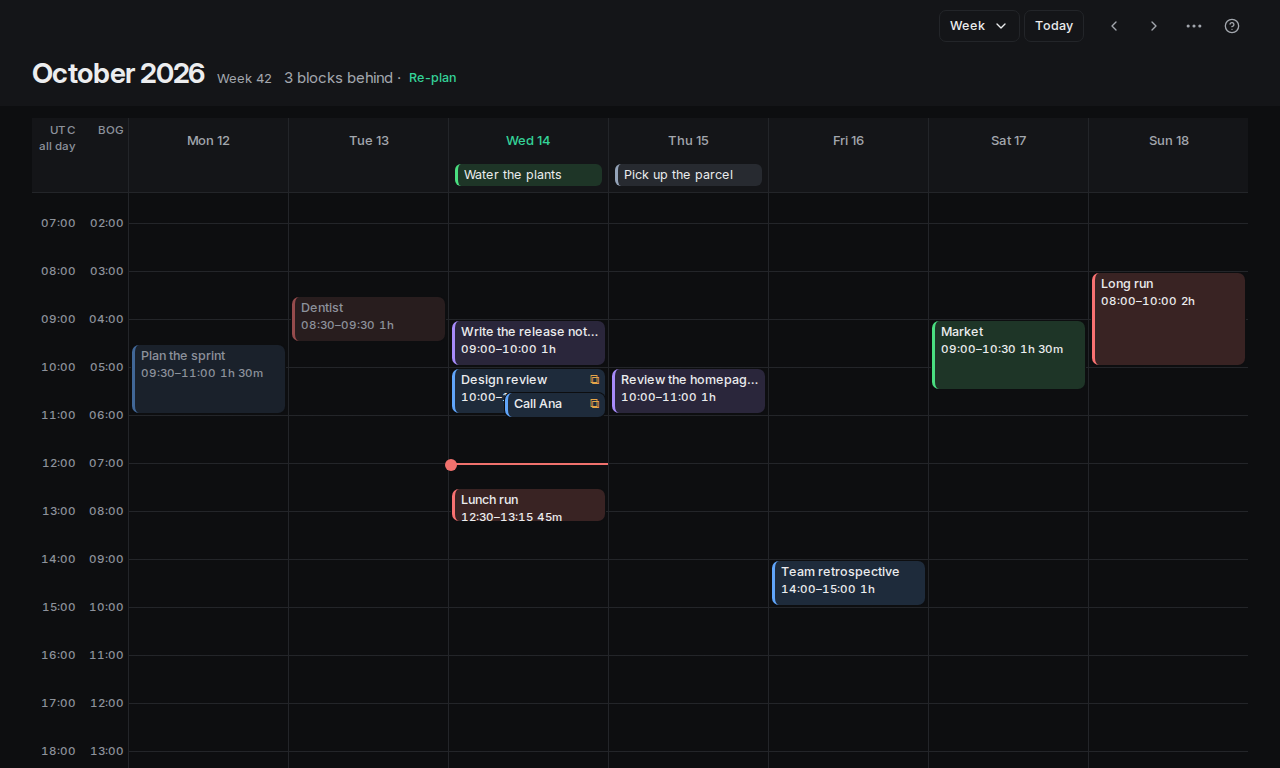 Week
Today
October 2026
Week 42
3 blocks behind ·
Re-plan
UTC
BOG
all day
Mon 12
Tue 13
Wed 14
Thu 15
Fri 16
Sat 17
Sun 18
Water the plants
Pick up the parcel
07:00 02:00
08:00 03:00
09:00 04:00
10:00 05:00
11:00 06:00
12:00 07:00
13:00 08:00
14:00 09:00
15:00 10:00
16:00 11:00
17:00 12:00
18:00 13:00
Plan the sprint
09:30–11:00 1h 30m
Dentist
08:30–09:30 1h
Write the release not...
09:00–10:00 1h
Design review
10:00–
Call Ana
Lunch run
12:30–13:15 45m
Review the homepag...
10:00–11:00 1h
Team retrospective
14:00–15:00 1h
Market
09:00–10:30 1h 30m
Long run
08:00–10:00 2h